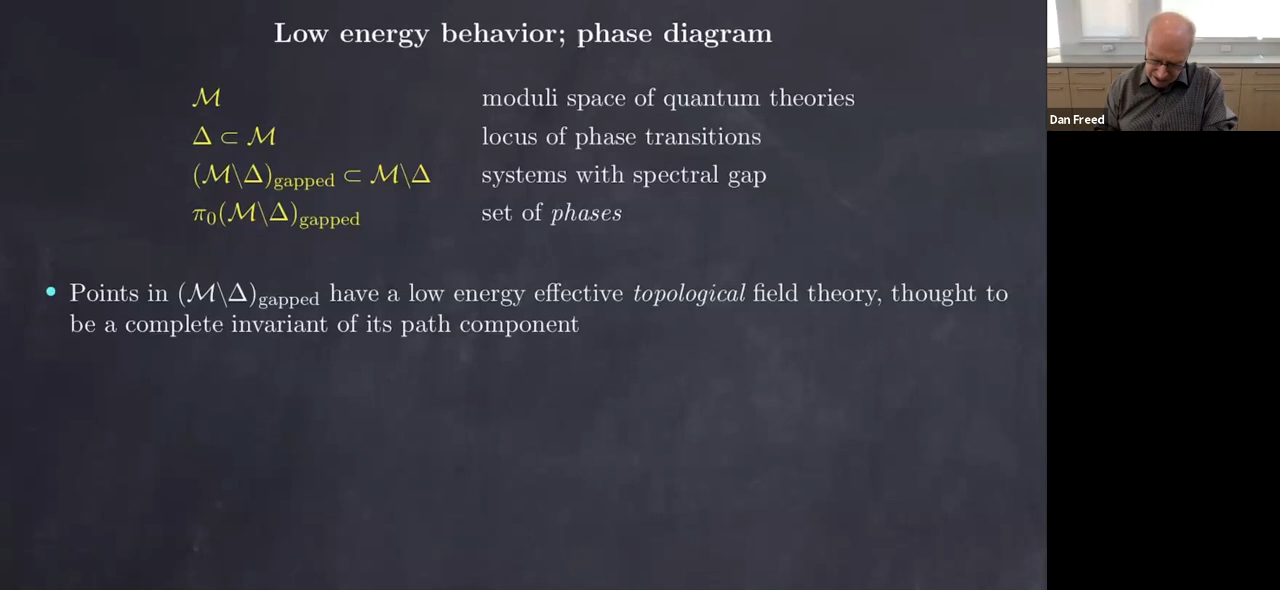 Low energy behavior; phase diagram
ℳ moduli space of quantum theories
Δ ⊂ ℳ locus of phase transitions
(ℳ\Δ)gapped ⊂ ℳ\Δ systems with spectral gap
π₀(ℳ\Δ)gapped set of phases
• Points in (ℳ\Δ)gapped have a low energy effective topological field theory, thought to
be a complete invariant of its path component
Dan Freed